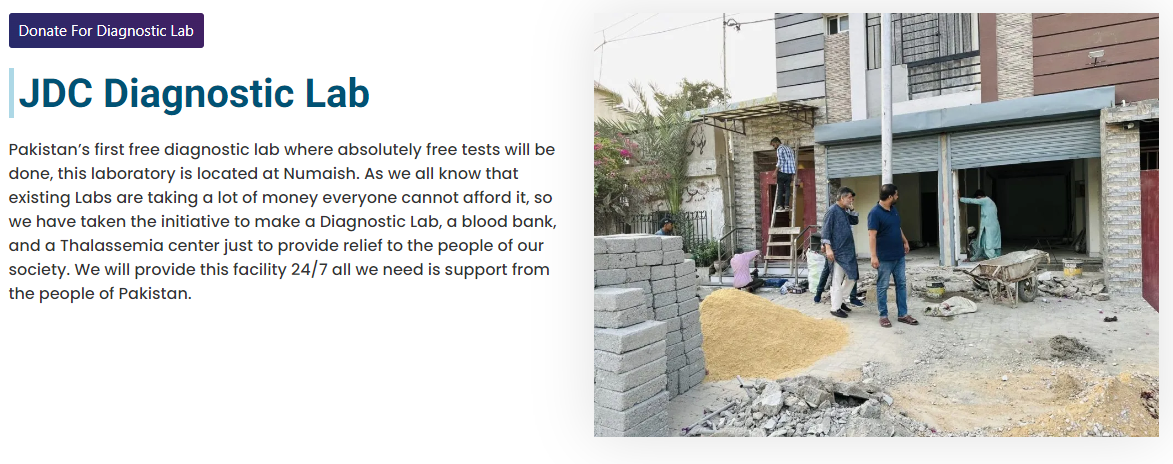 Donate For Diagnostic Lab
JDC Diagnostic Lab
Pakistan’s first free diagnostic lab where absolutely free tests will be
done, this laboratory is located at Numaish. As we all know that
existing Labs are taking a lot of money everyone cannot afford it, so
we have taken the initiative to make a Diagnostic Lab, a blood bank,
and a Thalassemia center just to provide relief to the people of our
society. We will provide this facility 24/7 all we need is support from
the people of Pakistan.